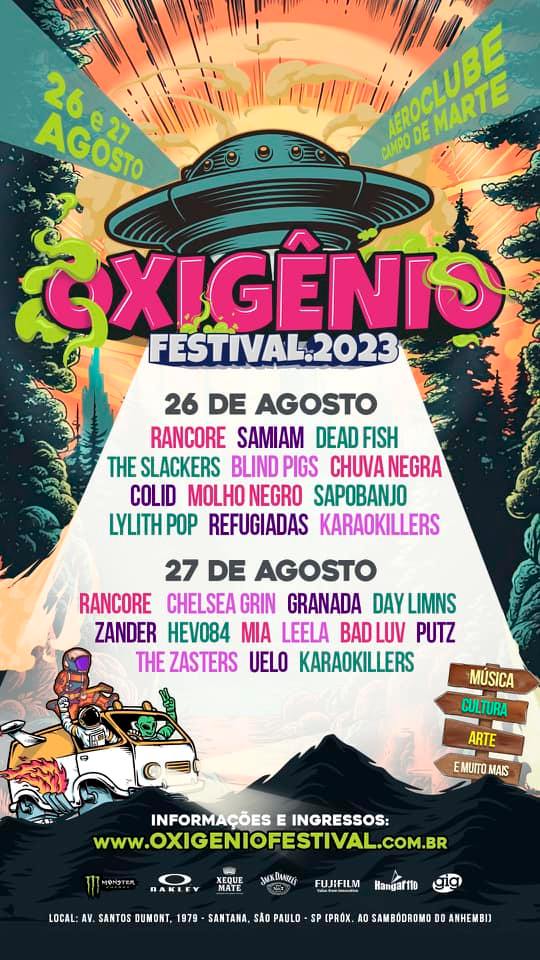 26 e 27
AGOSTO
AEROCLUBE
CAMPO DE MARTE
OXIGÊNIO
FESTIVAL.2023
26 DE AGOSTO
RANCORE SAMIAM DEAD FISH
THE SLACKERS BLIND PIGS CHUVA NEGRA
COLID MOLHO NEGRO SAPOBANJO
LYLITH POP REFUGIADAS KARAOKILLERS
27 DE AGOSTO
RANCORE CHELSEA GRIN GRANADA DAY LIMNS
ZANDER HEVO84 MIA LEELA BAD LUV PUTZ
THE ZASTERS UELO KARAOKILLERS
MÚSICA
CULTURA
ARTE
E MUITO MAIS
INFORMAÇÕES E INGRESSOS:
WWW.OXIGENIOFESTIVAL.COM.BR
MONSTER OAKLEY XEQUE MATE JACK DANIEL'S FUJIFILM Hangar110 gig
LOCAL: AV. SANTOS DUMONT, 1979 - SANTANA, SÃO PAULO - SP (PRÓX. AO SAMBÓDROMO DO ANHEMBI)